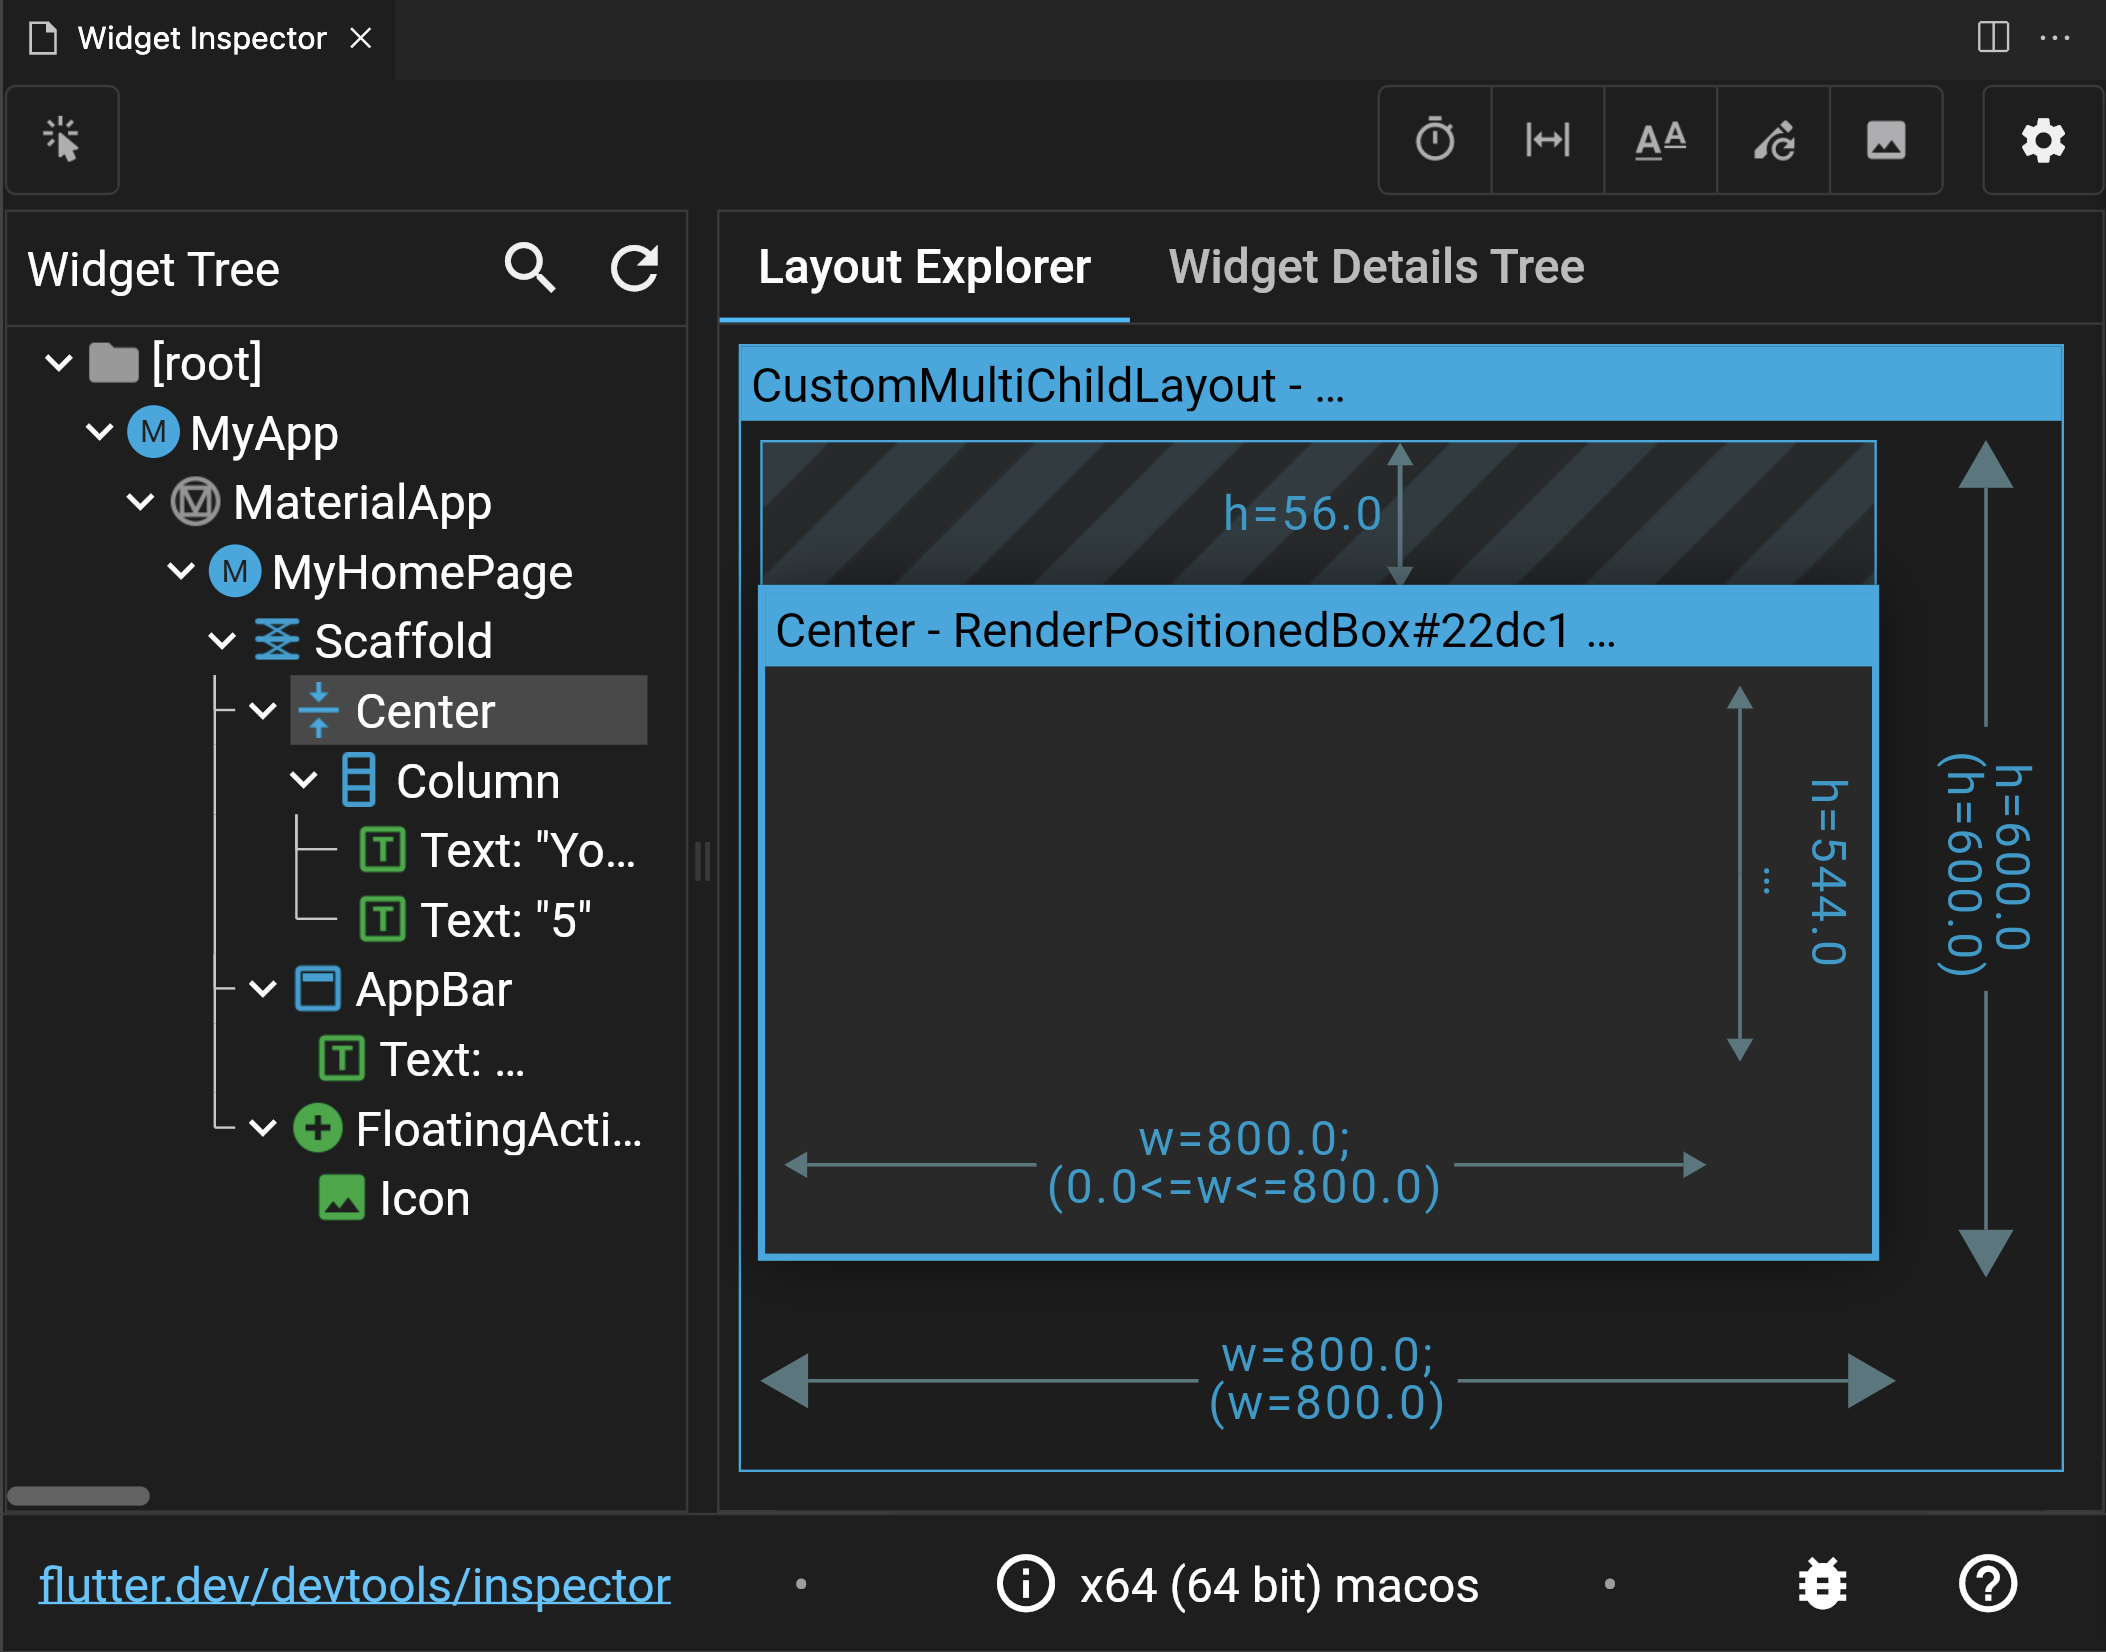 Widget Inspector
Widget Tree
[root]
M MyApp
MaterialApp
M MyHomePage
Scaffold
Center
Column
T Text: "Yo...
T Text: "5"
AppBar
T Text: ...
FloatingActi...
Icon
AA
Layout Explorer
Widget Details Tree
CustomMultiChildLayout - ...
h=56.0
Center - RenderPositionedBox#22dc1 ...
h=544.0
...
w=800.0;
(0.0<=w<=800.0)
h=600.0
(h=600.0)
w=800.0;
(w=800.0)
flutter.dev/devtools/inspector
x64 (64 bit) macos